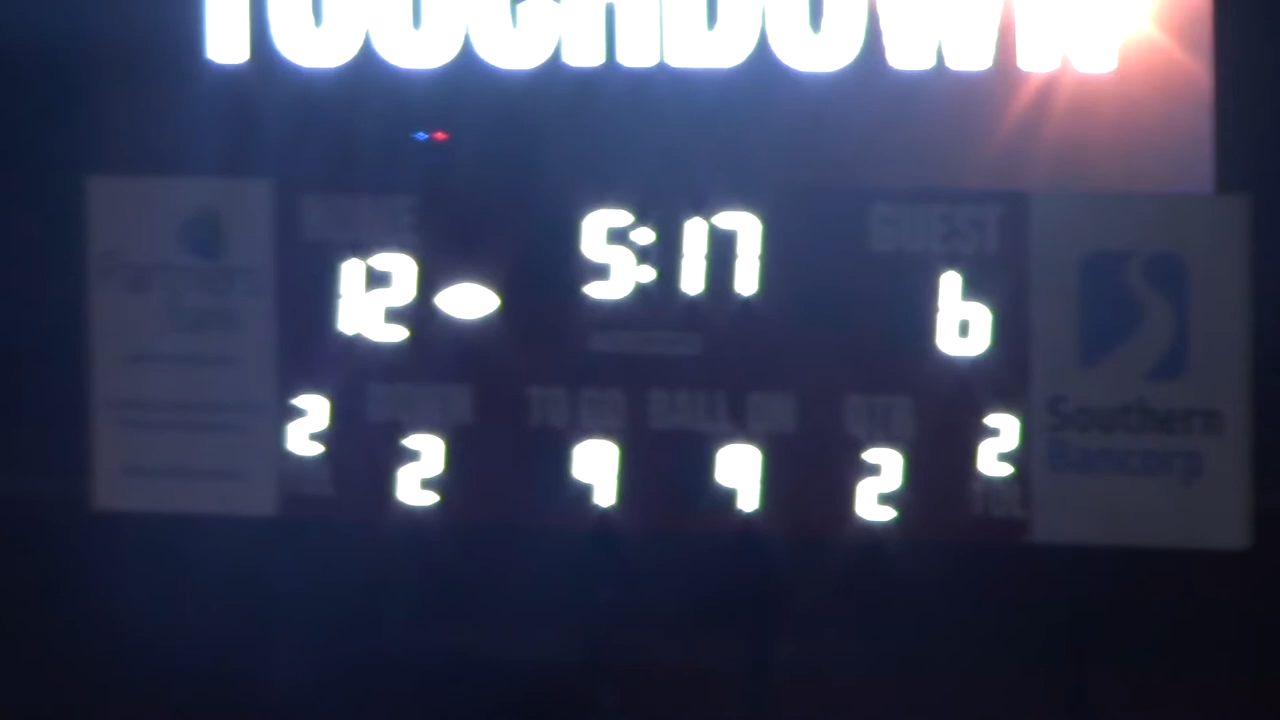 TOUCHDOWN
HOME 5:17 GUEST
12 6
DOWN TO GO BALL ON QTR
2 2 9 9 2 2
TOL
Southern
Bancorp